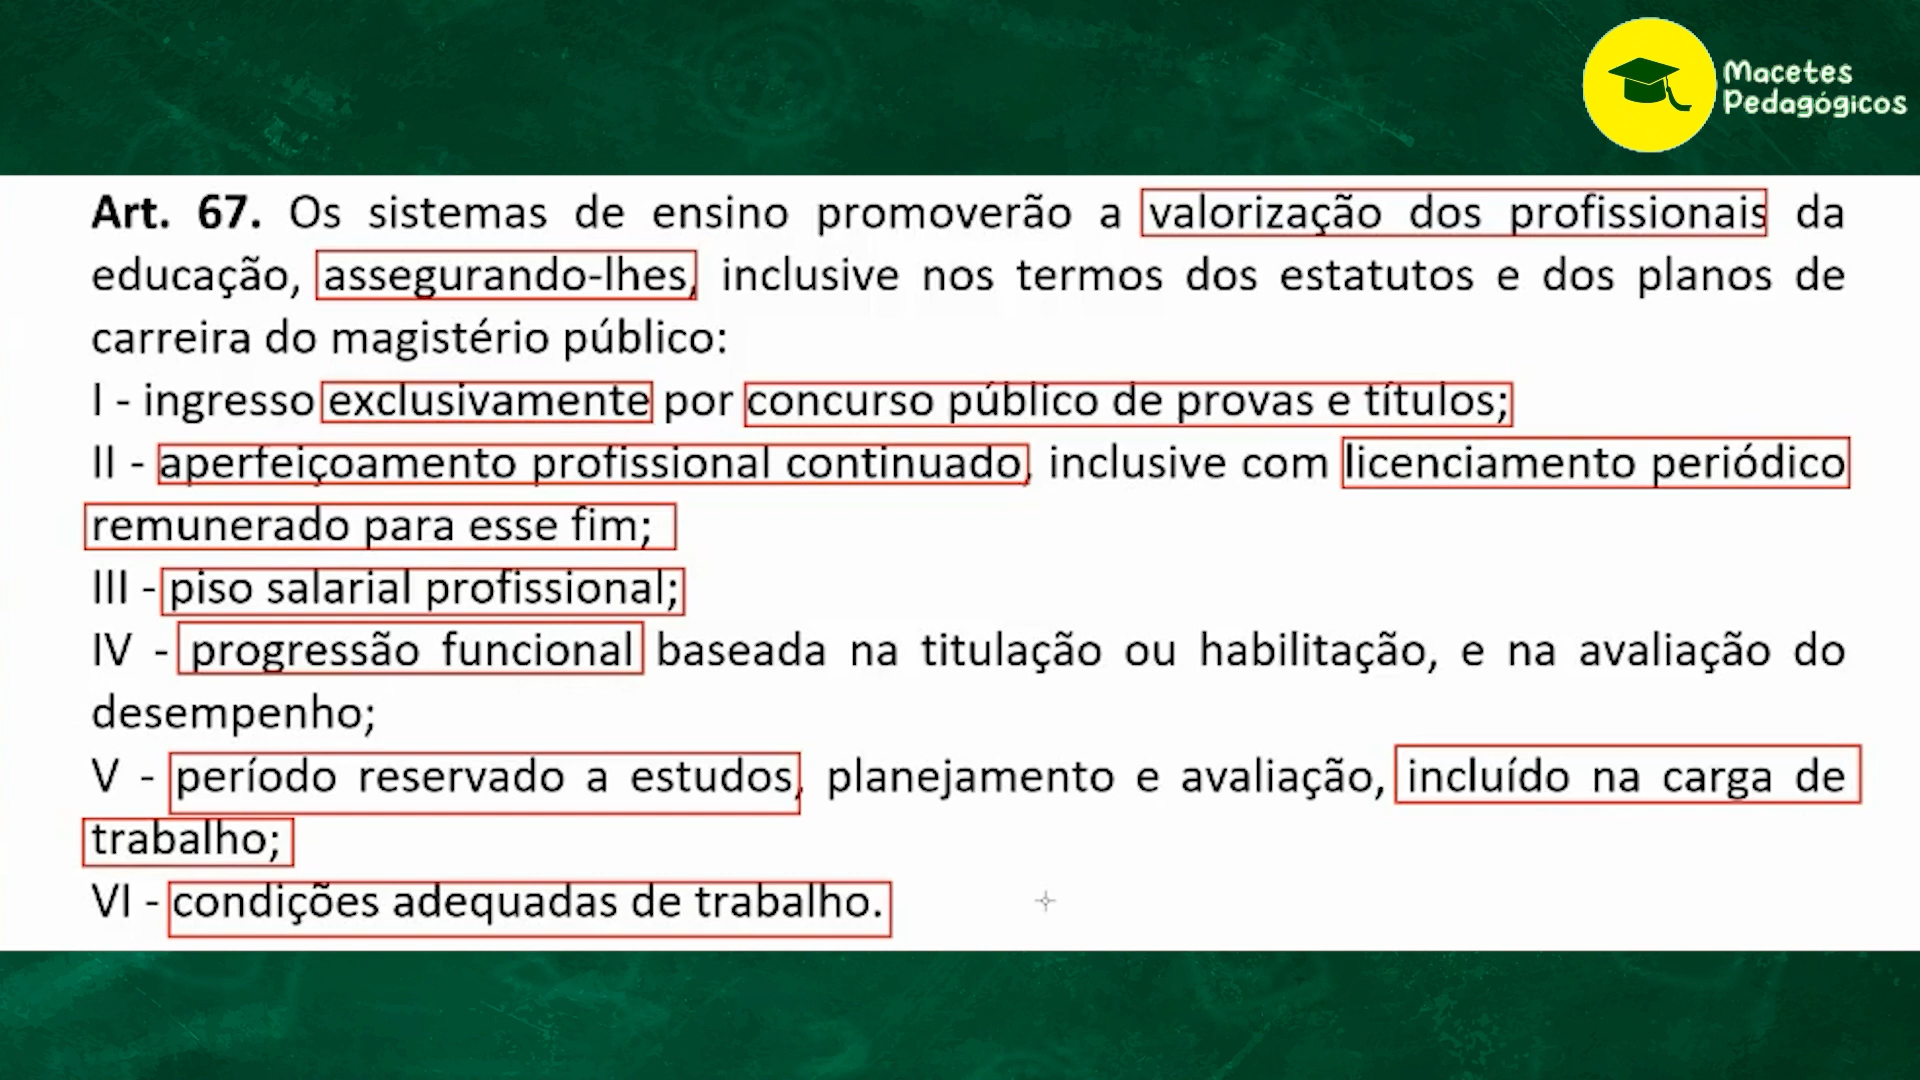 Macetes
Pedagógicos
Art. 67. Os sistemas de ensino promoverão a valorização dos profissionais da
educação, assegurando-lhes, inclusive nos termos dos estatutos e dos planos de
carreira do magistério público:
I - ingresso exclusivamente por concurso público de provas e títulos;
II - aperfeiçoamento profissional continuado, inclusive com licenciamento periódico
remunerado para esse fim;
III - piso salarial profissional;
IV - progressão funcional baseada na titulação ou habilitação, e na avaliação do
desempenho;
V - período reservado a estudos, planejamento e avaliação, incluído na carga de
trabalho;
VI - condições adequadas de trabalho.